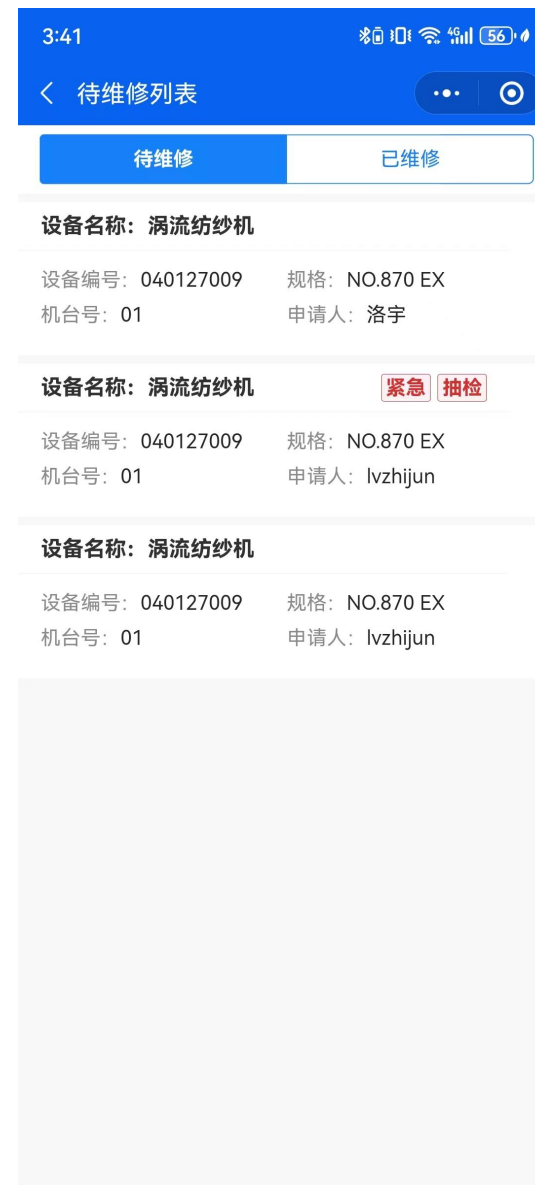 3:41 4G 56
待维修列表
待维修 已维修
设备名称：涡流纺纱机
设备编号：040127009 规格：NO.870 EX
机台号：01 申请人：洛宇
设备名称：涡流纺纱机 紧急 抽检
设备编号：040127009 规格：NO.870 EX
机台号：01 申请人：lvzhijun
设备名称：涡流纺纱机
设备编号：040127009 规格：NO.870 EX
机台号：01 申请人：lvzhijun